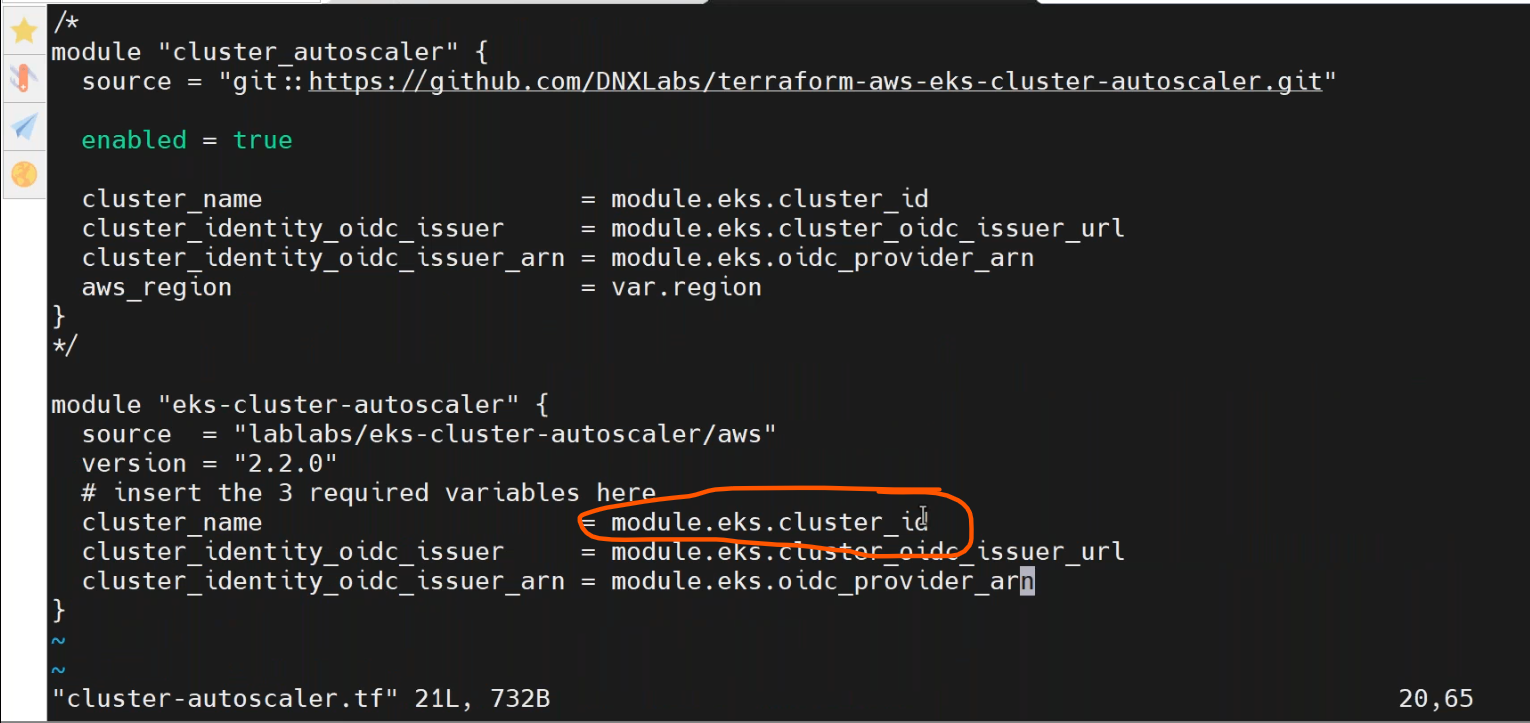 /*
module "cluster_autoscaler" {
  source = "git::https://github.com/DNXLabs/terraform-aws-eks-cluster-autoscaler.git"
  enabled = true
  cluster_name                     = module.eks.cluster_id
  cluster_identity_oidc_issuer     = module.eks.cluster_oidc_issuer_url
  cluster_identity_oidc_issuer_arn = module.eks.oidc_provider_arn
  aws_region                       = var.region
}
*/
module "eks-cluster-autoscaler" {
  source  = "lablabs/eks-cluster-autoscaler/aws"
  version = "2.2.0"
  # insert the 3 required variables here
  cluster_name                     = module.eks.cluster_id
  cluster_identity_oidc_issuer     = module.eks.cluster_oidc_issuer_url
  cluster_identity_oidc_issuer_arn = module.eks.oidc_provider_arn
}
~
~
"cluster-autoscaler.tf" 21L, 732B 20,65